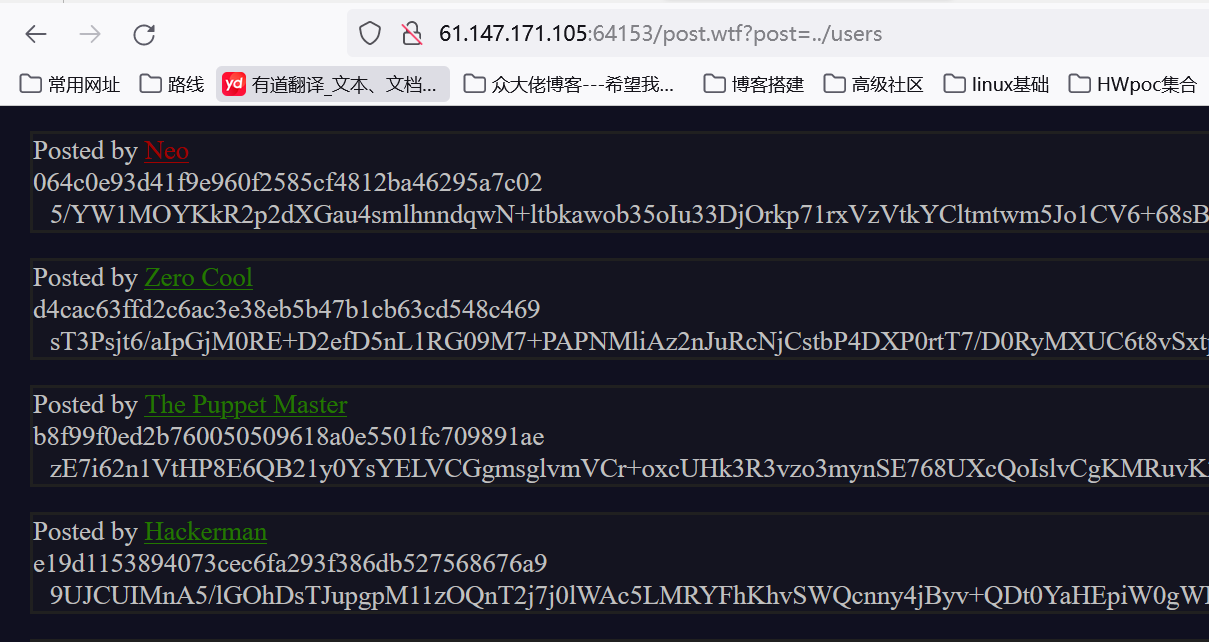 61.147.171.105:64153/post.wtf?post=../users
常用网址 路线 yd 有道翻译_文本、文档... 众大佬博客---希望我... 博客搭建 高级社区 linux基础 HWpoc集合
Posted by Neo
064c0e93d41f9e960f2585cf4812ba46295a7c02
5/YW1MOYKkR2p2dXGau4smlhnndqwN+ltbkawob35oIu33DjOrkp71rxVzVtkYCltmtwm5Jo1CV6+68sB
Posted by Zero Cool
d4cac63ffd2c6ac3e38eb5b47b1cb63cd548c469
sT3Psjt6/aIpGjM0RE+D2efD5nL1RG09M7+PAPNMliAz2nJuRcNjCstbP4DXP0rtT7/D0RyMXUC6t8vSxt
Posted by The Puppet Master
b8f99f0ed2b760050509618a0e5501fc709891ae
zE7i62n1VtHP8E6QB21y0YsYELVCGgmsglvmVCr+oxcUHk3R3vzo3mynSE768UXcQoIslvCgKMRuvK
Posted by Hackerman
e19d1153894073cec6fa293f386db527568676a9
9UJCUIMnA5/lGOhDsTJupgpM11zOQnT2j7j0lWAc5LMRYFhKhvSWQcnny4jByv+QDt0YaHEpiW0gW